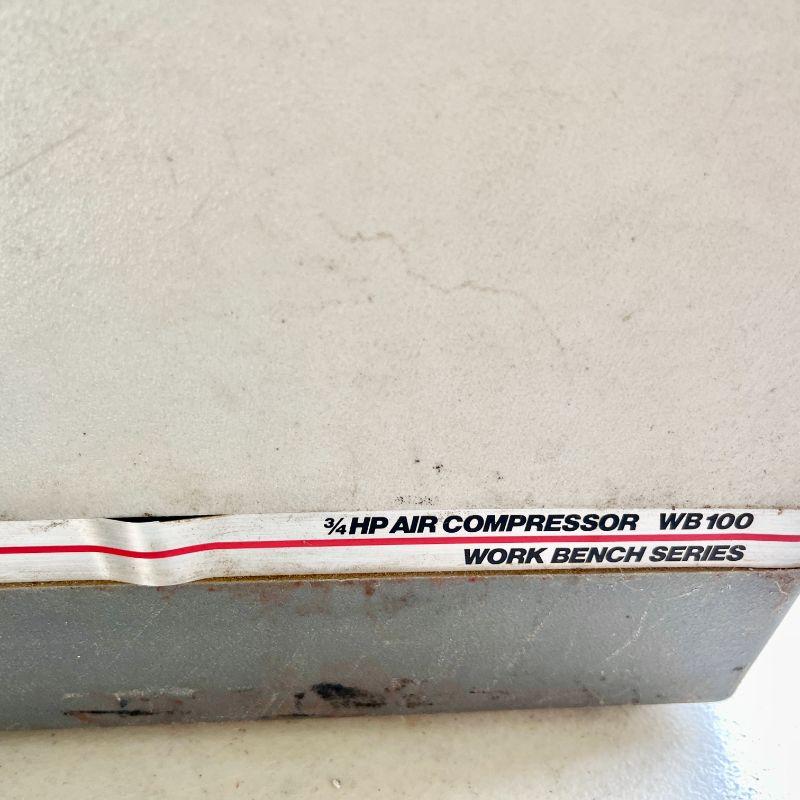 ¾ HP AIR COMPRESSOR WB 100
WORK BENCH SERIES